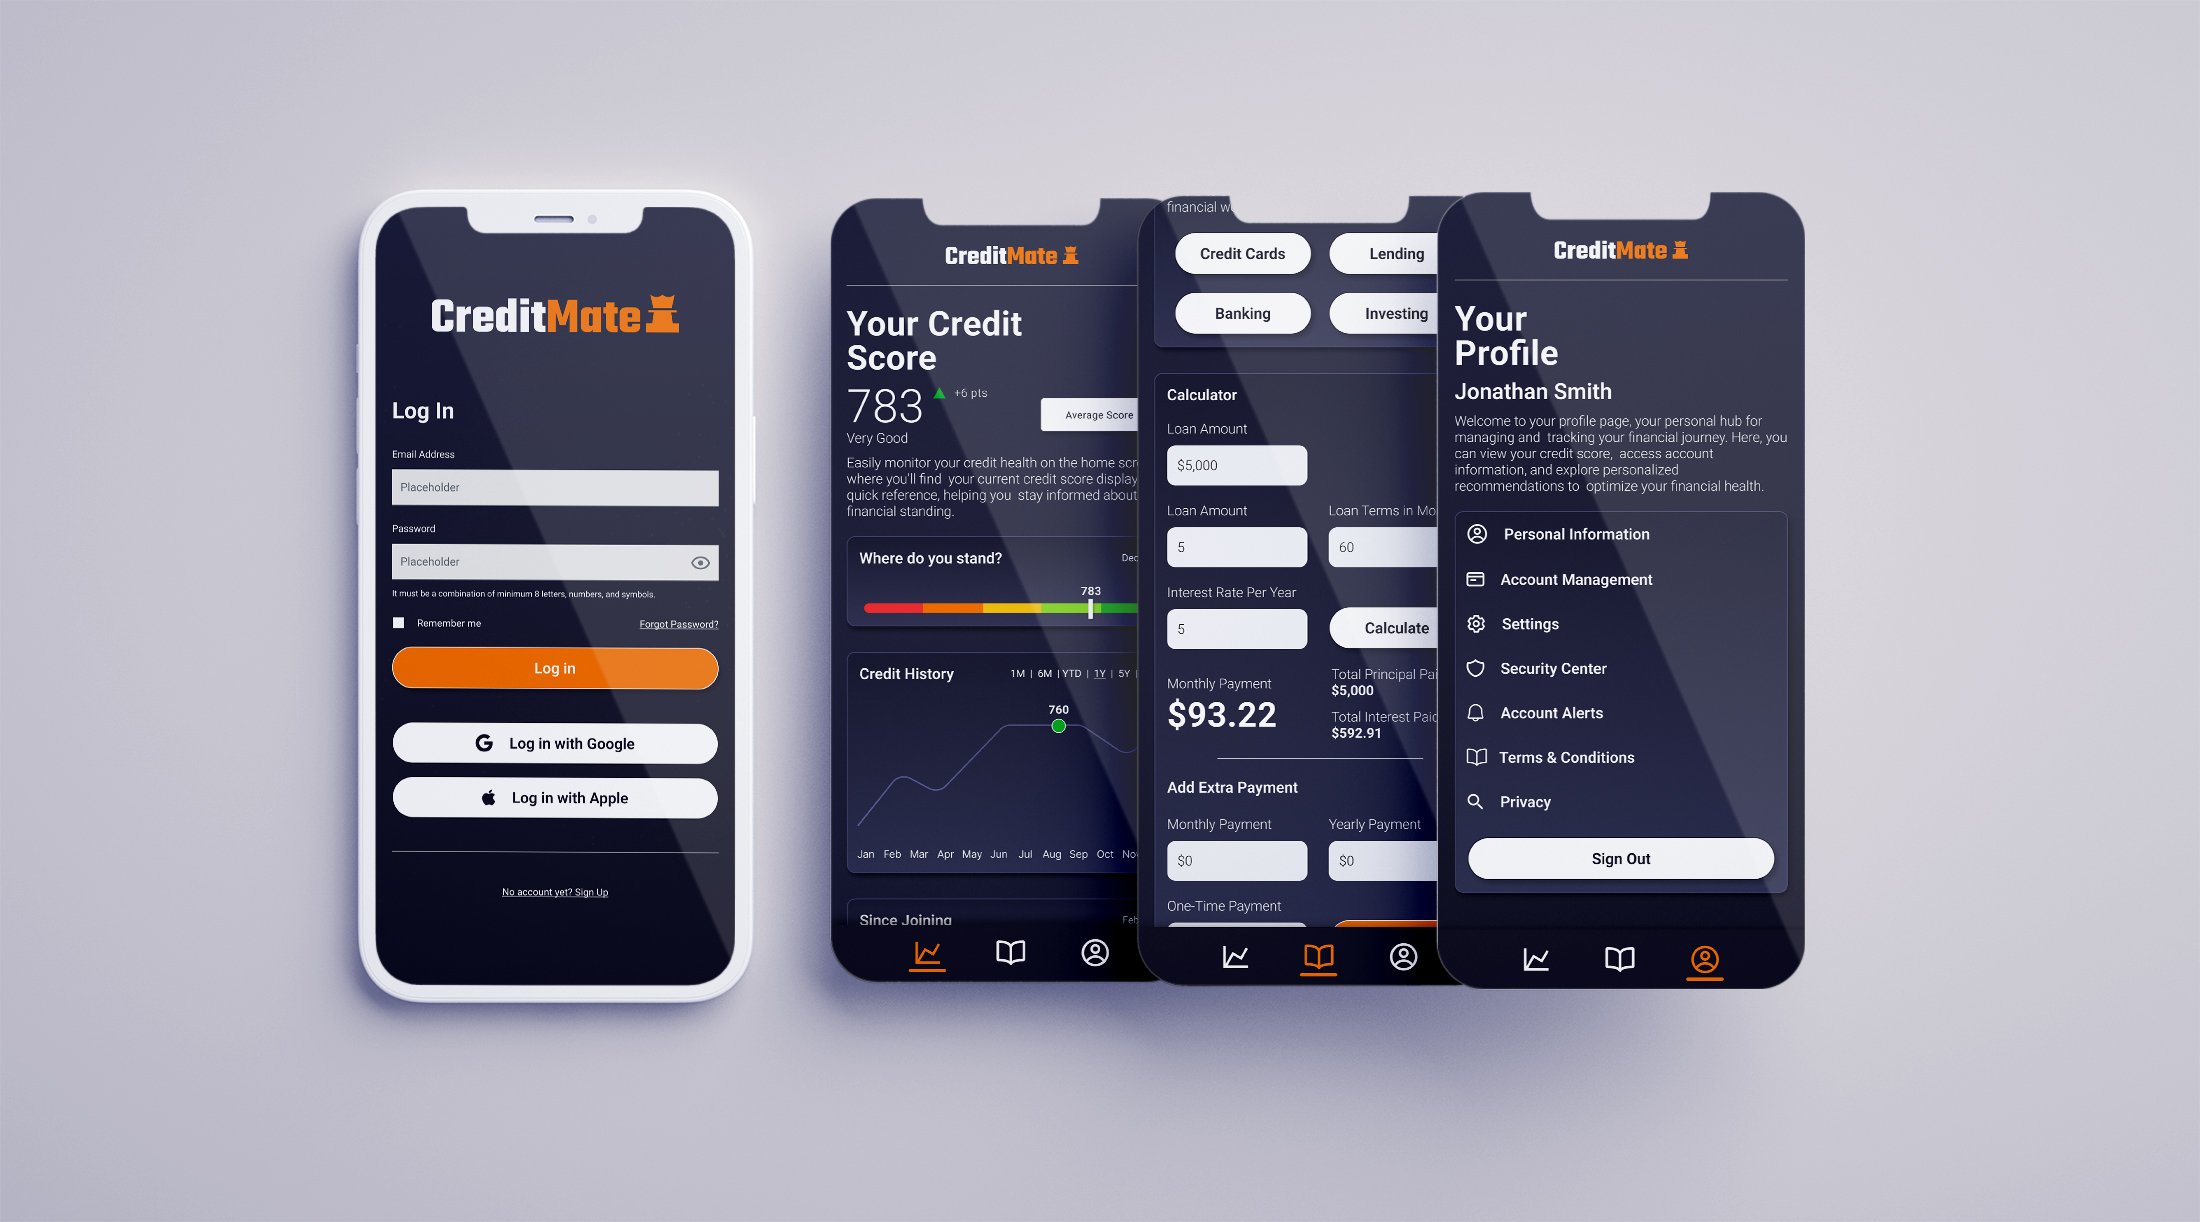 CreditMate
Log In
Email Address
Placeholder
Password
Placeholder
It must be a combination of minimum 8 letters, numbers, and symbols.
Remember me
Forgot Password?
Log in
Log in with Google
Log in with Apple
No account yet? Sign Up
CreditMate
Your Credit
Score
783
+6 pts
Very Good
Average Score
Easily monitor your credit health on the home scr
where you'll find your current credit score display
quick reference, helping you stay informed about
financial standing.
Where do you stand?
Dec
783
Credit History
1M | 6M | YTD | 1Y | 5Y |
760
Jan Feb Mar Apr May Jun Jul Aug Sep Oct Nov
Since Joining
Feb
financial w
Credit Cards
Lending
Banking
Investing
Calculator
Loan Amount
$5,000
Loan Amount
Loan Terms in Mo
5
60
Interest Rate Per Year
5
Calculate
Monthly Payment
$93.22
Total Principal Pai
$5,000
Total Interest Paid
$592.91
Add Extra Payment
Monthly Payment
Yearly Payment
$0
$0
One-Time Payment
CreditMate
Your
Profile
Jonathan Smith
Welcome to your profile page, your personal hub for
managing and tracking your financial journey. Here, you
can view your credit score, access account
information, and explore personalized
recommendations to optimize your financial health.
Personal Information
Account Management
Settings
Security Center
Account Alerts
Terms & Conditions
Privacy
Sign Out